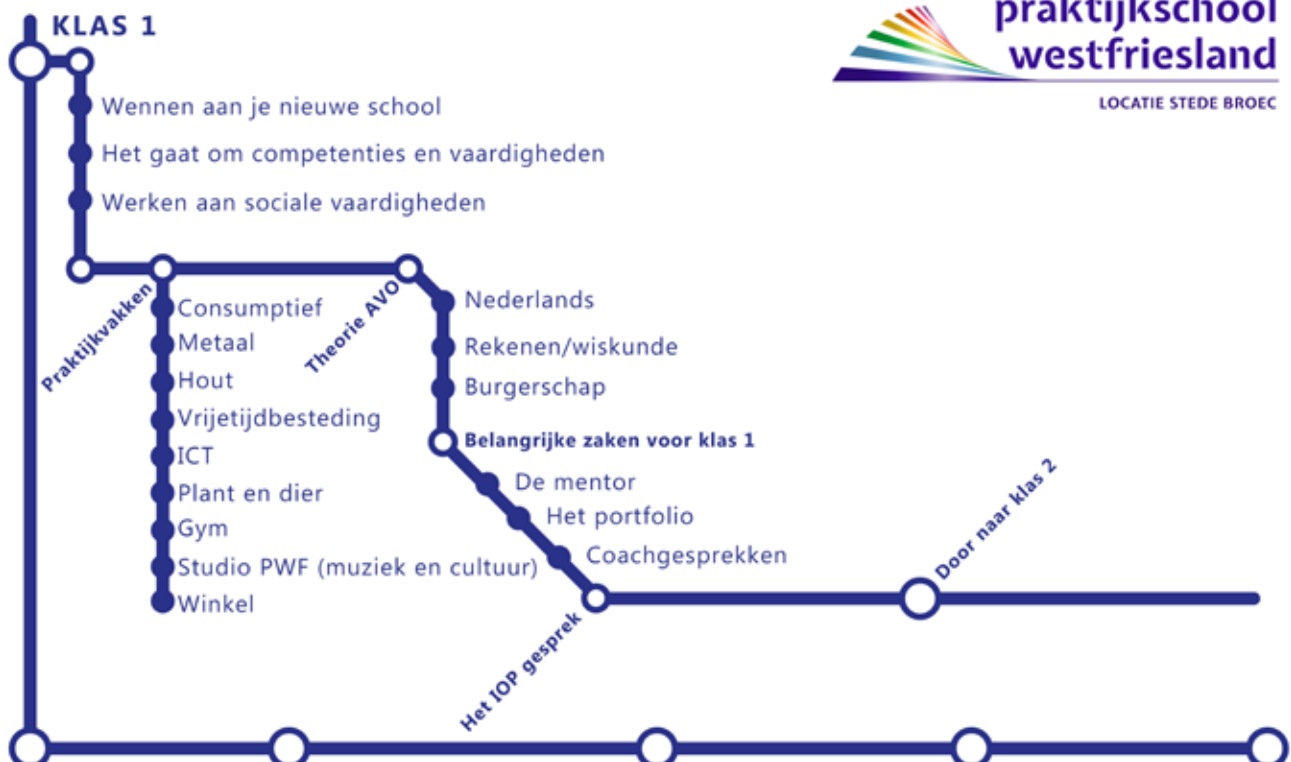 KLAS 1
praktijkschool
westfriesland
LOCATIE STEDE BROEC
Wennen aan je nieuwe school
Het gaat om competenties en vaardigheden
Werken aan sociale vaardigheden
Praktijkvakken
Consumptief
Metaal
Hout
Vrijetijdbesteding
ICT
Plant en dier
Gym
Studio PWF (muziek en cultuur)
Winkel
Theorie AVO
Nederlands
Rekenen/wiskunde
Burgerschap
Belangrijke zaken voor klas 1
De mentor
Het portfolio
Coachgesprekken
Het IOP gesprek
Door naar klas 2